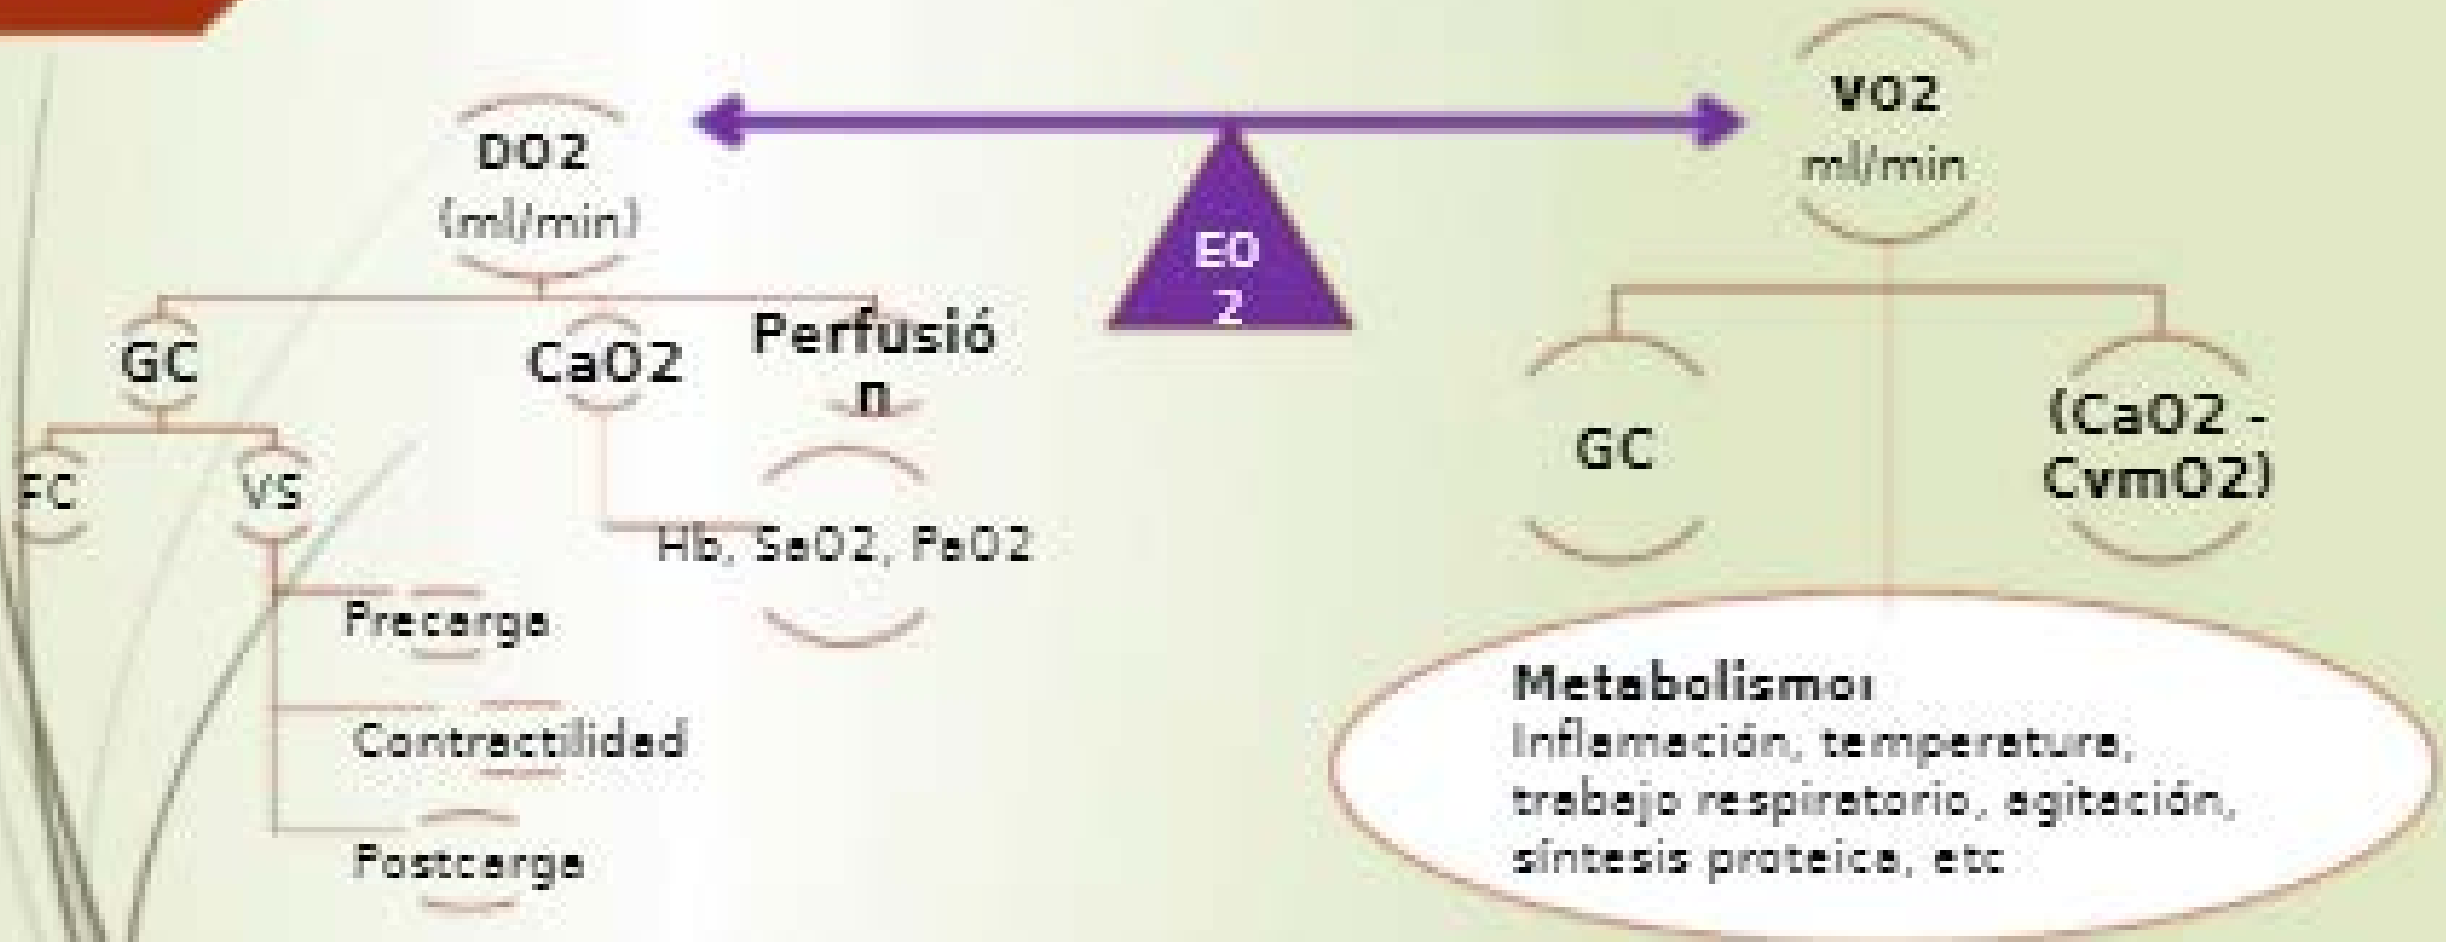 DO2
(ml/min)
GC
CaO2
Perfusió
n
FC
VS
Hb, SaO2, PaO2
Precarga
Contractilidad
Postcarga
EO
2
VO2
ml/min
GC
(CaO2 -
CvmO2)
Metabolismo:
Inflamación, temperatura,
trabajo respiratorio, agitación,
síntesis proteica, etc